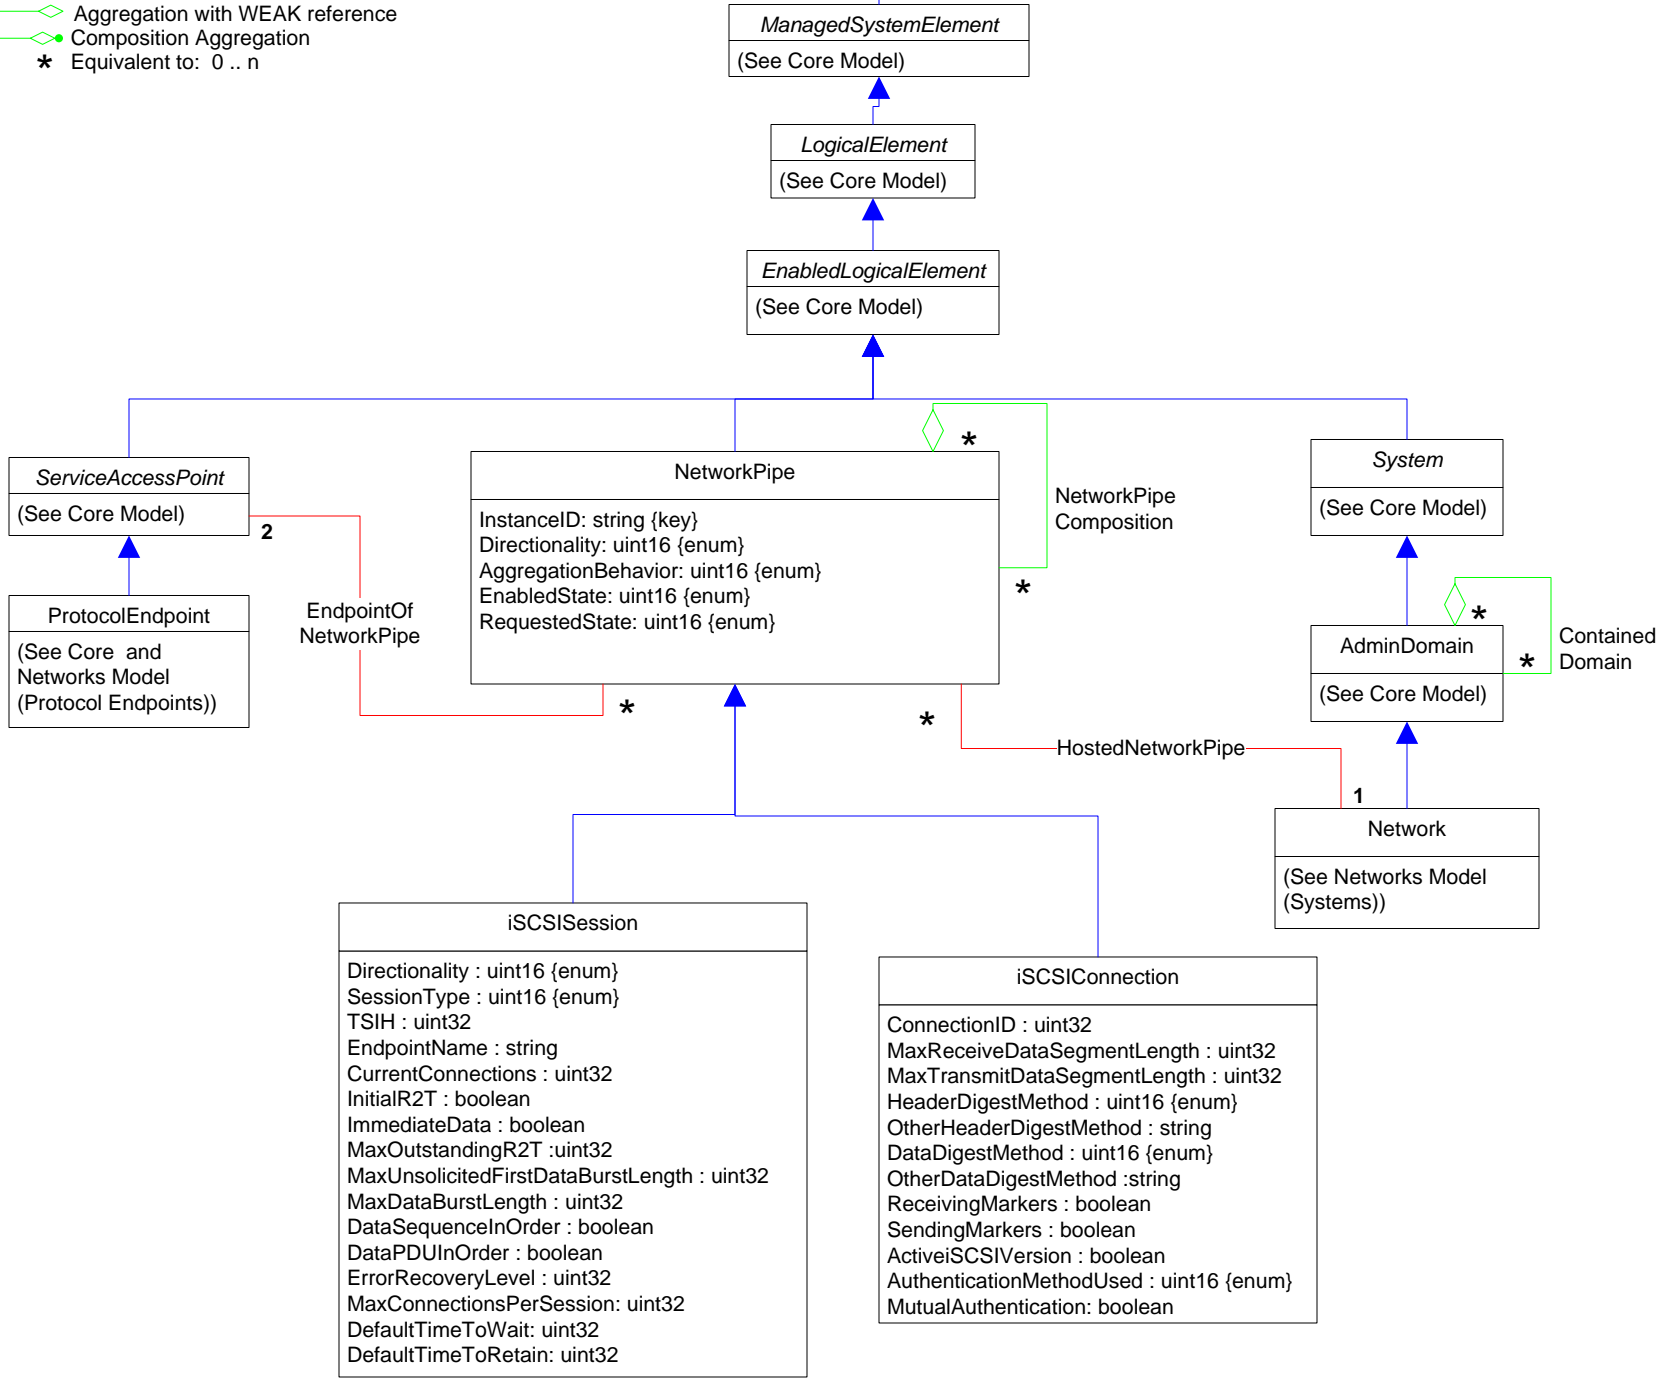 Aggregation with WEAK reference
Composition Aggregation
* Equivalent to: 0 .. n
ManagedSystemElement
(See Core Model)
LogicalElement
(See Core Model)
EnabledLogicalElement
(See Core Model)
ServiceAccessPoint
(See Core Model)
2
ProtocolEndpoint
(See Core and
Networks Model
(Protocol Endpoints))
EndpointOf
NetworkPipe
*
NetworkPipe
InstanceID: string {key}
Directionality: uint16 {enum}
AggregationBehavior: uint16 {enum}
EnabledState: uint16 {enum}
RequestedState: uint16 {enum}
*
NetworkPipe
Composition
*
System
(See Core Model)
AdminDomain
(See Core Model)
*
*
Contained
Domain
*
HostedNetworkPipe
1
Network
(See Networks Model
(Systems))
iSCSISession
Directionality : uint16 {enum}
SessionType : uint16 {enum}
TSIH : uint32
EndpointName : string
CurrentConnections : uint32
InitialR2T : boolean
ImmediateData : boolean
MaxOutstandingR2T :uint32
MaxUnsolicitedFirstDataBurstLength : uint32
MaxDataBurstLength : uint32
DataSequenceInOrder : boolean
DataPDUInOrder : boolean
ErrorRecoveryLevel : uint32
MaxConnectionsPerSession: uint32
DefaultTimeToWait: uint32
DefaultTimeToRetain: uint32
iSCSIConnection
ConnectionID : uint32
MaxReceiveDataSegmentLength : uint32
MaxTransmitDataSegmentLength : uint32
HeaderDigestMethod : uint16 {enum}
OtherHeaderDigestMethod : string
DataDigestMethod : uint16 {enum}
OtherDataDigestMethod :string
ReceivingMarkers : boolean
SendingMarkers : boolean
ActiveiSCSIVersion : boolean
AuthenticationMethodUsed : uint16 {enum}
MutualAuthentication: boolean